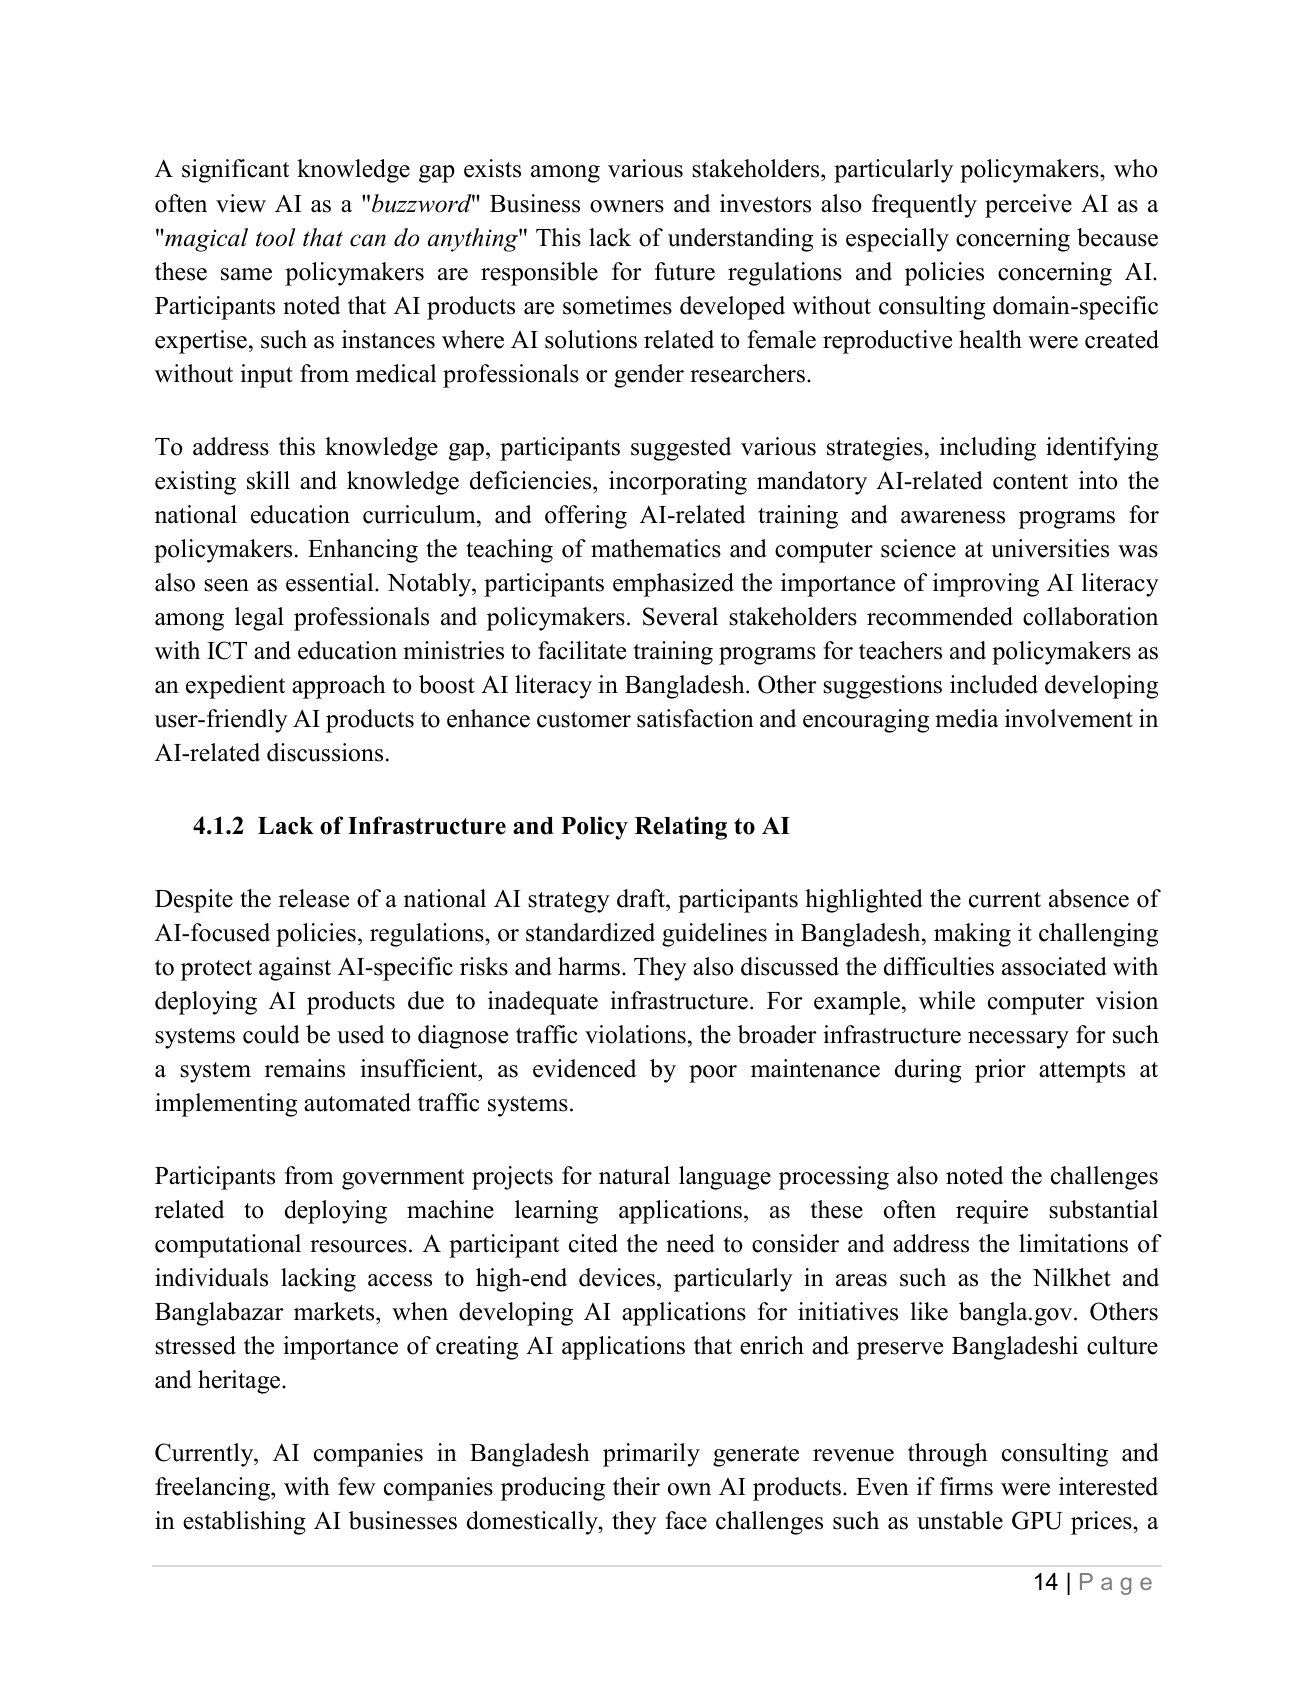 A significant knowledge gap exists among various stakeholders, particularly policymakers, who
often view AI as a "buzzword" Business owners and investors also frequently perceive AI as a
"magical tool that can do anything" This lack of understanding is especially concerning because
these same policymakers are responsible for future regulations and policies concerning AI.
Participants noted that AI products are sometimes developed without consulting domain-specific
expertise, such as instances where AI solutions related to female reproductive health were created
without input from medical professionals or gender researchers.
To address this knowledge gap, participants suggested various strategies, including identifying
existing skill and knowledge deficiencies, incorporating mandatory AI-related content into the
national education curriculum, and offering AI-related training and awareness programs for
policymakers. Enhancing the teaching of mathematics and computer science at universities was
also seen as essential. Notably, participants emphasized the importance of improving AI literacy
among legal professionals and policymakers. Several stakeholders recommended collaboration
with ICT and education ministries to facilitate training programs for teachers and policymakers as
an expedient approach to boost AI literacy in Bangladesh. Other suggestions included developing
user-friendly AI products to enhance customer satisfaction and encouraging media involvement in
AI-related discussions.
4.1.2 Lack of Infrastructure and Policy Relating to AI
Despite the release of a national AI strategy draft, participants highlighted the current absence of
AI-focused policies, regulations, or standardized guidelines in Bangladesh, making it challenging
to protect against AI-specific risks and harms. They also discussed the difficulties associated with
deploying AI products due to inadequate infrastructure. For example, while computer vision
systems could be used to diagnose traffic violations, the broader infrastructure necessary for such
a system remains insufficient, as evidenced by poor maintenance during prior attempts at
implementing automated traffic systems.
Participants from government projects for natural language processing also noted the challenges
related to deploying machine learning applications, as these often require substantial
computational resources. A participant cited the need to consider and address the limitations of
individuals lacking access to high-end devices, particularly in areas such as the Nilkhet and
Banglabazar markets, when developing AI applications for initiatives like bangla.gov. Others
stressed the importance of creating AI applications that enrich and preserve Bangladeshi culture
and heritage.
Currently, AI companies in Bangladesh primarily generate revenue through consulting and
freelancing, with few companies producing their own AI products. Even if firms were interested
in establishing AI businesses domestically, they face challenges such as unstable GPU prices, a
14 | Page